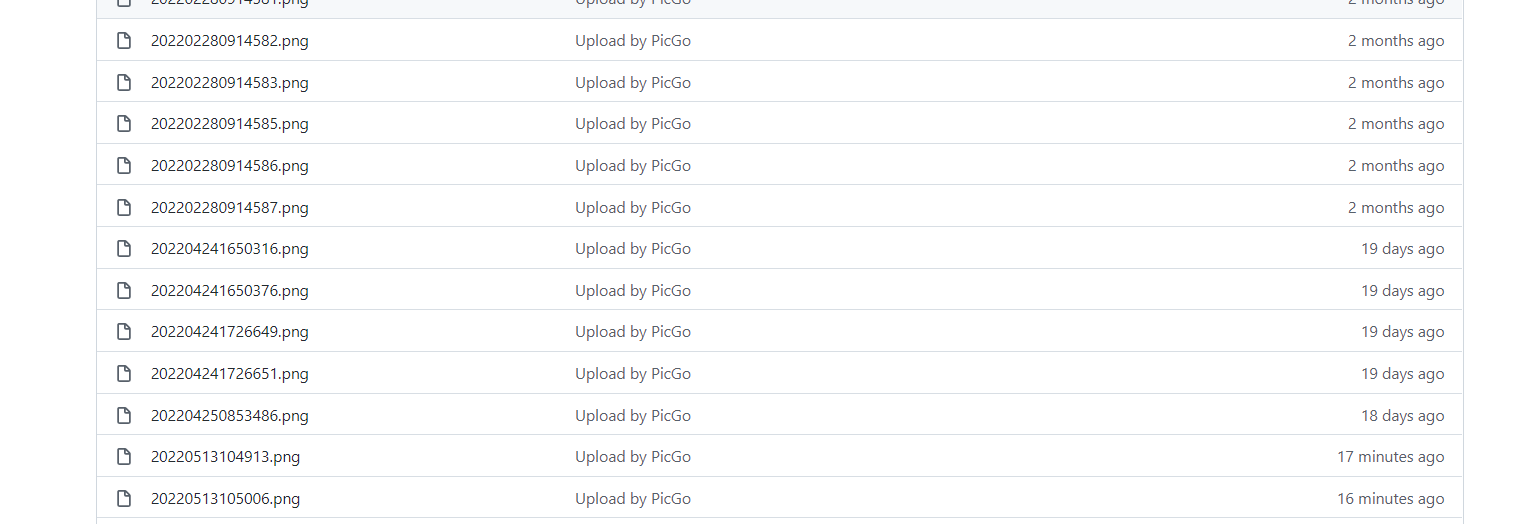 202202280914581.png Upload by PicGo 2 months ago
202202280914582.png Upload by PicGo 2 months ago
202202280914583.png Upload by PicGo 2 months ago
202202280914585.png Upload by PicGo 2 months ago
202202280914586.png Upload by PicGo 2 months ago
202202280914587.png Upload by PicGo 2 months ago
202204241650316.png Upload by PicGo 19 days ago
202204241650376.png Upload by PicGo 19 days ago
202204241726649.png Upload by PicGo 19 days ago
202204241726651.png Upload by PicGo 19 days ago
202204250853486.png Upload by PicGo 18 days ago
20220513104913.png Upload by PicGo 17 minutes ago
20220513105006.png Upload by PicGo 16 minutes ago